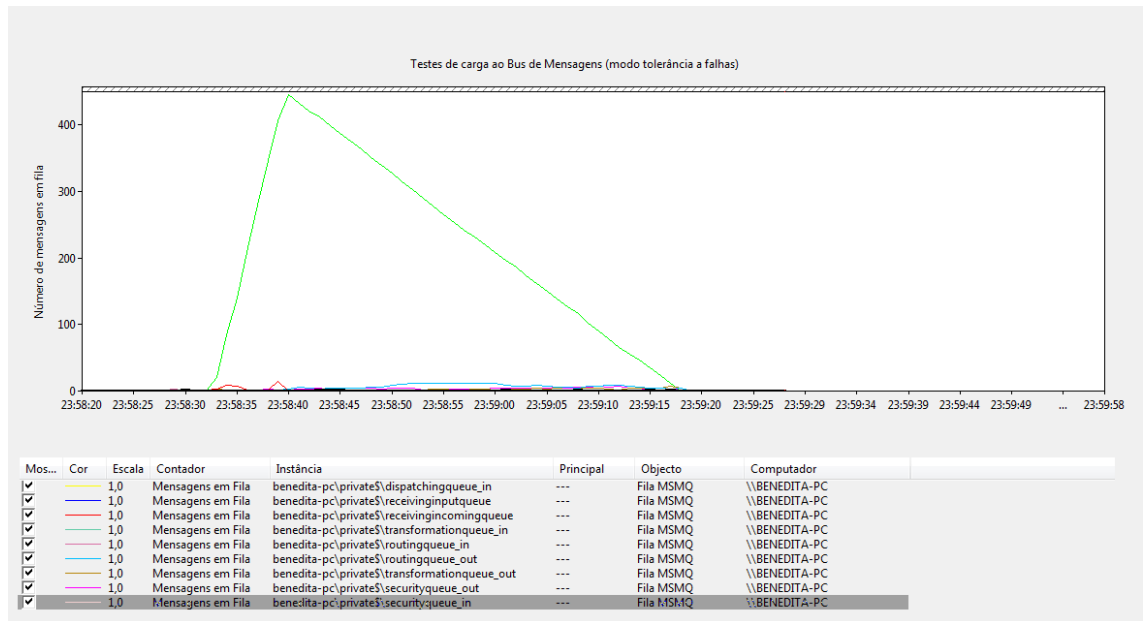 Testes de carga ao Bus de Mensagens (modo tolerância a falhas)
Número de mensagens em fila
400
300
200
100
0
23:58:20 23:58:25 23:58:30 23:58:35 23:58:40 23:58:45 23:58:50 23:58:55 23:59:00 23:59:05 23:59:10 23:59:15 23:59:20 23:59:25 23:59:29 23:59:34 23:59:39 23:59:44 23:59:49 ... 23:59:58
Mos... Cor Escala Contador Instância Principal Objecto Computador
1,0 Mensagens em Fila benedita-pc\private$\dispatchingqueue_in --- Fila MSMQ \\BENEDITA-PC
1,0 Mensagens em Fila benedita-pc\private$\receivinginputqueue --- Fila MSMQ \\BENEDITA-PC
1,0 Mensagens em Fila benedita-pc\private$\receivingincomingqueue --- Fila MSMQ \\BENEDITA-PC
1,0 Mensagens em Fila benedita-pc\private$\transformationqueue_in --- Fila MSMQ \\BENEDITA-PC
1,0 Mensagens em Fila benedita-pc\private$\routingqueue_in --- Fila MSMQ \\BENEDITA-PC
1,0 Mensagens em Fila benedita-pc\private$\routingqueue_out --- Fila MSMQ \\BENEDITA-PC
1,0 Mensagens em Fila benedita-pc\private$\transformationqueue_out --- Fila MSMQ \\BENEDITA-PC
1,0 Mensagens em Fila benedita-pc\private$\securityqueue_out --- Fila MSMQ \\BENEDITA-PC
1,0 Mensagens em Fila benedita-pc\private$\securityqueue_in --- Fila MSMQ \\BENEDITA-PC